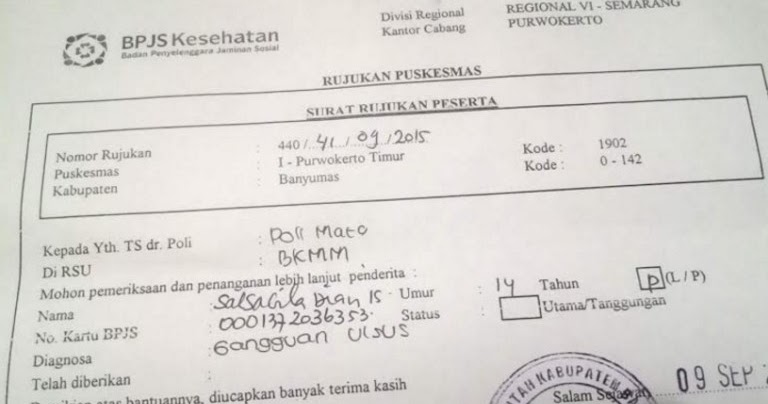 BPJS Kesehatan
Badan Penyelenggara Jaminan Sosial
Divisi Regional REGIONAL VI - SEMARANG
Kantor Cabang PURWOKERTO
RUJUKAN PUSKESMAS
SURAT RUJUKAN PESERTA
Nomor Rujukan : 440/ 41 / 09 / 2015
Puskesmas : I - Purwokerto Timur Kode : 1902
Kabupaten : Banyumas Kode : 0 - 142
Kepada Yth. TS dr. Poli : Poli Mata
Di RSU : BKMM
Mohon pemeriksaan dan penanganan lebih lanjut penderita :
Nama : Salsabila Dian IS Umur : 14 Tahun P (L / P)
No. Kartu BPJS : 0001372036353 Status : Utama/Tanggungan
Diagnosa : Gangguan Visus
Telah diberikan :
atas bantuannya, diucapkan banyak terima kasih
KABUPATEN
Salam Sejawat, 09 SEP